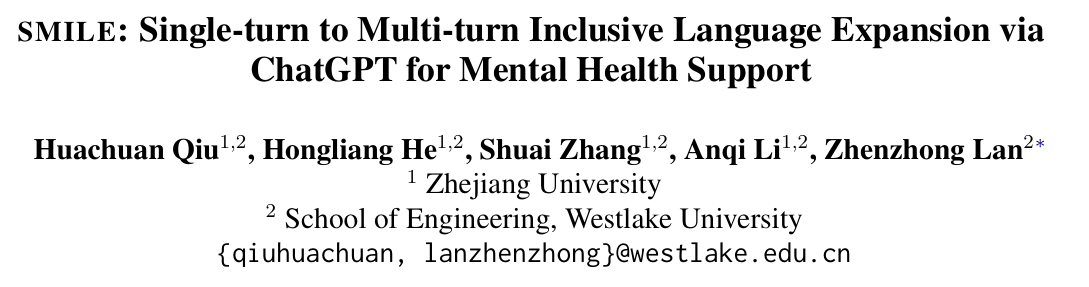 SMILE: Single-turn to Multi-turn Inclusive Language Expansion via
ChatGPT for Mental Health Support
Huachuan Qiu1,2, Hongliang He1,2, Shuai Zhang1,2, Anqi Li1,2, Zhenzhong Lan2*
1 Zhejiang University
2 School of Engineering, Westlake University
{qiuhuachuan, lanzhenzhong}@westlake.edu.cn